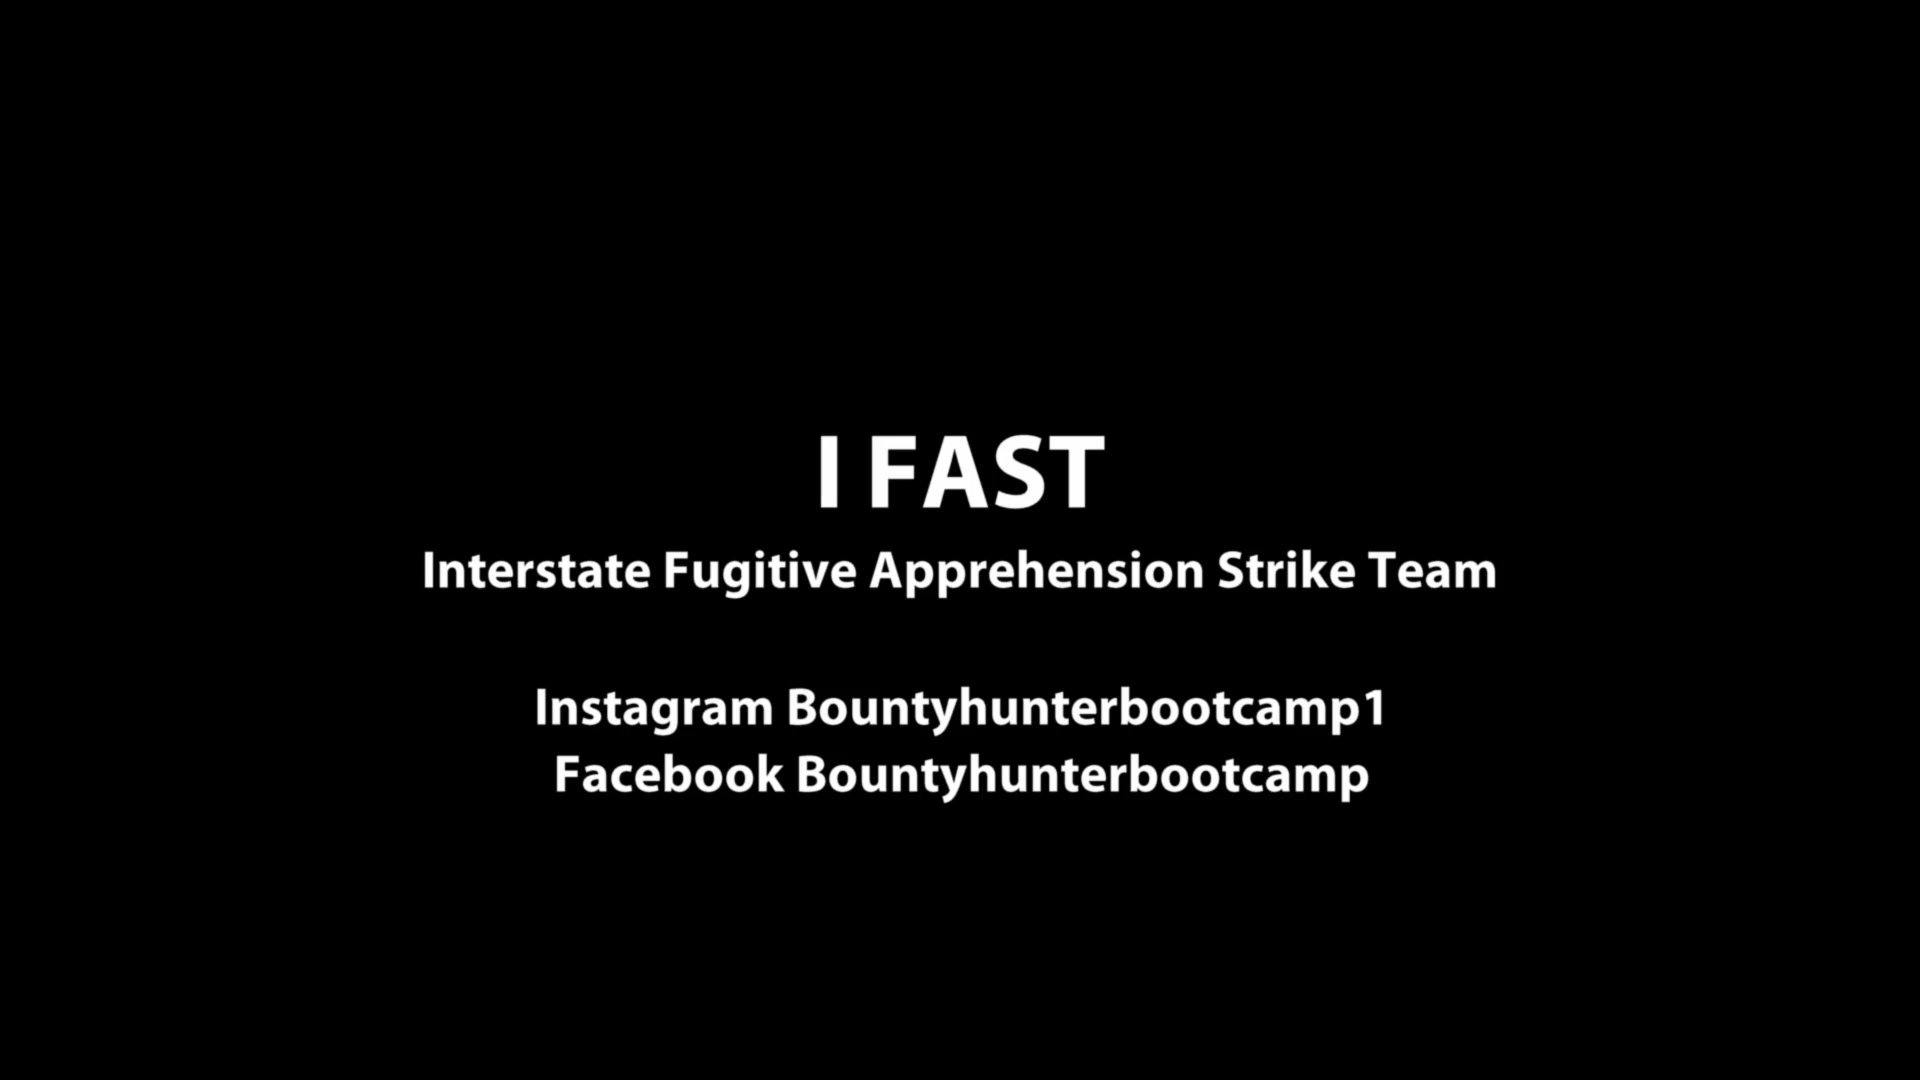 I FAST
Interstate Fugitive Apprehension Strike Team
Instagram Bountyhunterbootcamp1
Facebook Bountyhunterbootcamp